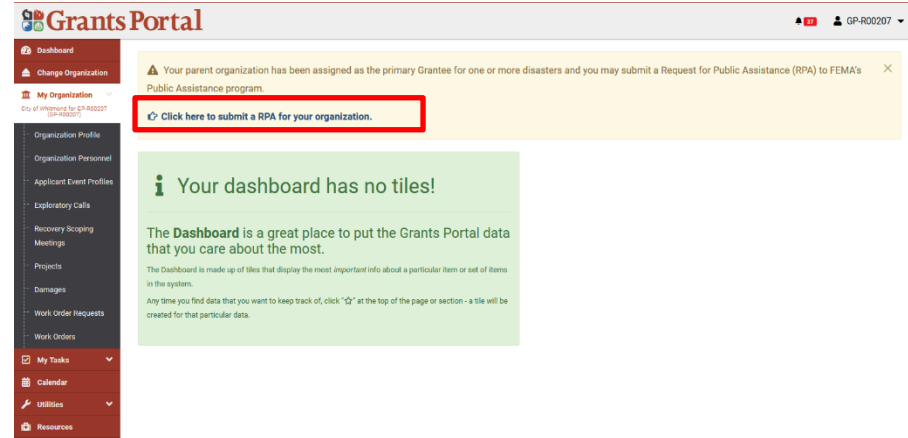 Grants Portal
27
GP-R00207
Dashboard
Change Organization
My Organization
City of Whitmond for GP-R00207
(GP-R00207)
Organization Profile
Organization Personnel
Applicant Event Profiles
Exploratory Calls
Recovery Scoping
Meetings
Projects
Damages
Work Order Requests
Work Orders
My Tasks
Calendar
Utilities
Resources
Your parent organization has been assigned as the primary Grantee for one or more disasters and you may submit a Request for Public Assistance (RPA) to FEMA's
Public Assistance program.
Click here to submit a RPA for your organization.
Your dashboard has no tiles!
The Dashboard is a great place to put the Grants Portal data
that you care about the most.
The Dashboard is made up of tiles that display the most important info about a particular item or set of items
in the system.
Any time you find data that you want to keep track of, click "☆" at the top of the page or section - a tile will be
created for that particular data.